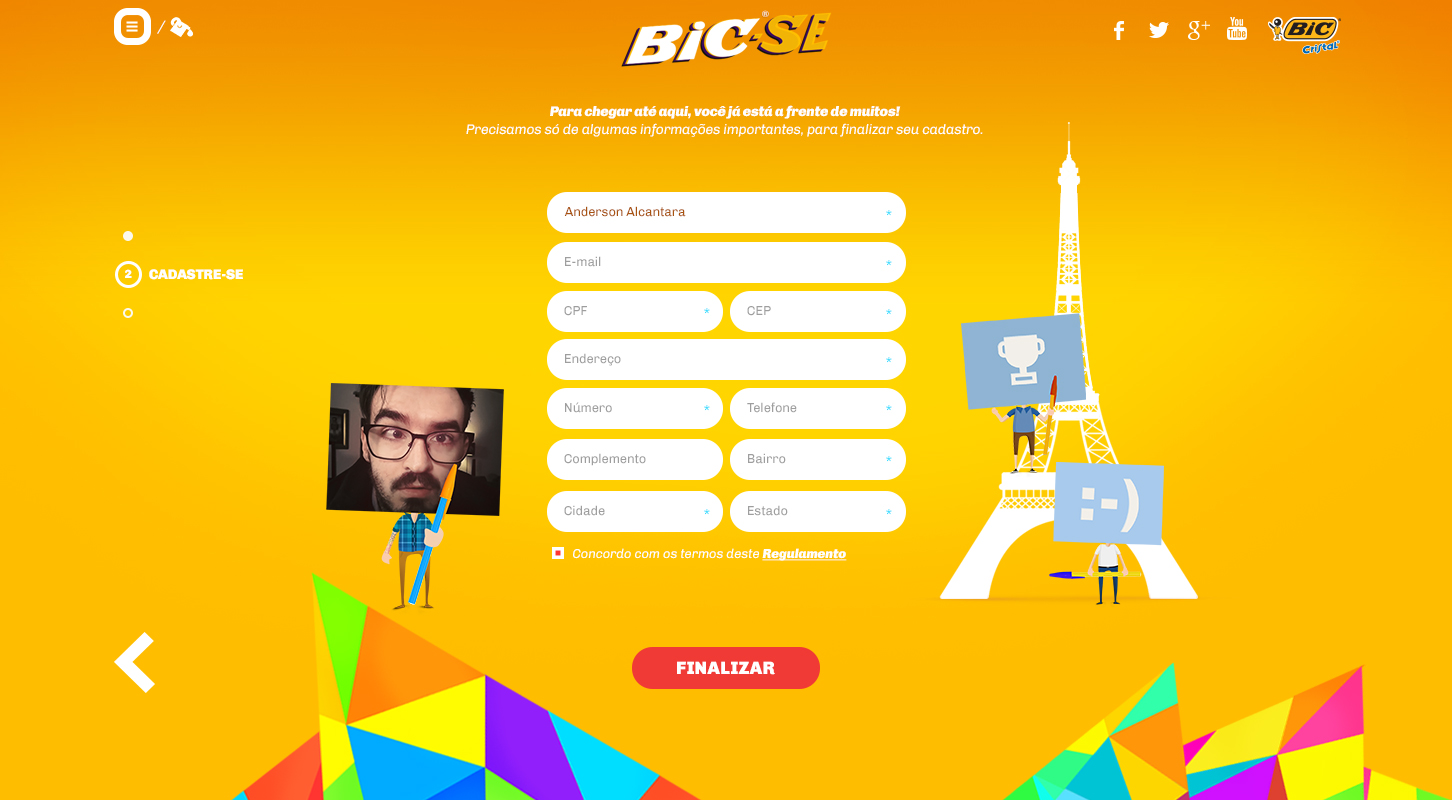 /
BiC®-SE
You
Tube
BiC®
Cristal®
Para chegar até aqui, você já está a frente de muitos!
Precisamos só de algumas informações importantes, para finalizar seu cadastro.
Anderson Alcantara *
E-mail *
2 CADASTRE-SE
CPF * CEP *
Endereço *
Número * Telefone *
Complemento Bairro *
Cidade * Estado *
:-)
Concordo com os termos deste Regulamento
FINALIZAR